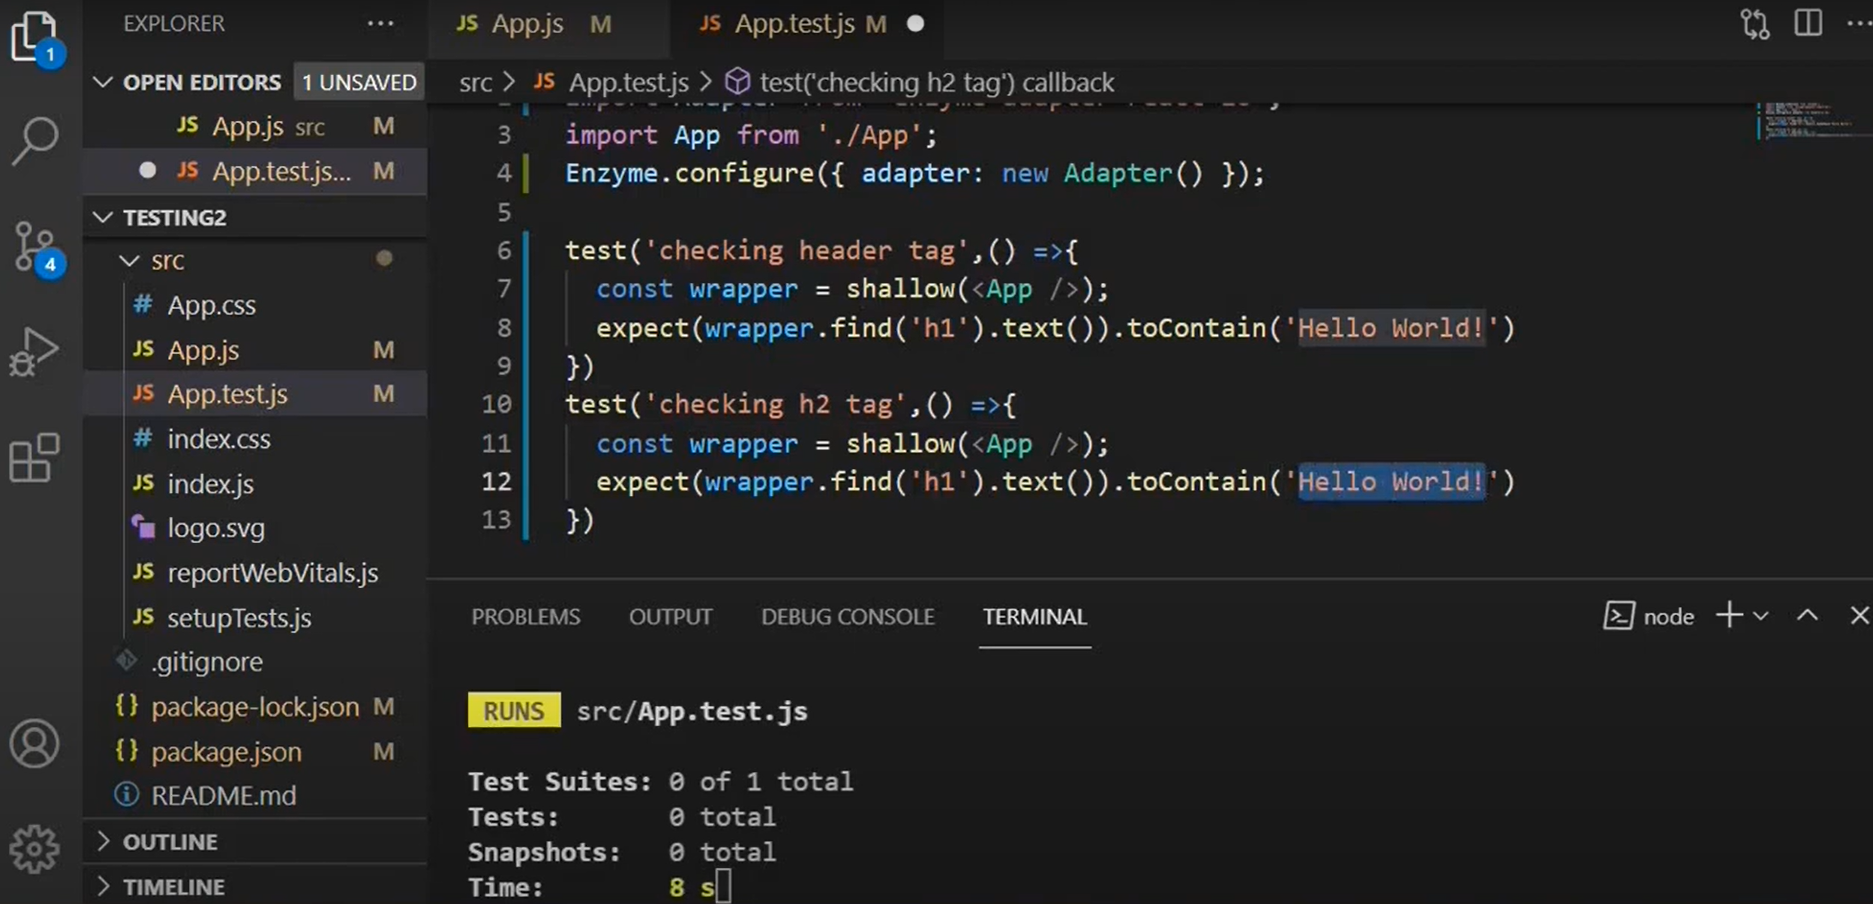 EXPLORER ...
JS App.js M
JS App.test.js M
1
OPEN EDITORS 1 UNSAVED
src > JS App.test.js > test('checking h2 tag') callback
JS App.js src M
JS App.test.js... M
TESTING2
src
# App.css
JS App.js M
JS App.test.js M
# index.css
JS index.js
logo.svg
JS reportWebVitals.js
JS setupTests.js
.gitignore
{} package-lock.json M
{} package.json M
README.md
OUTLINE
TIMELINE
4
3 import App from './App';
4 Enzyme.configure({ adapter: new Adapter() });
5
6 test('checking header tag',() =>{
7 const wrapper = shallow(<App />);
8 expect(wrapper.find('h1').text()).toContain('Hello World!')
9 })
10 test('checking h2 tag',() =>{
11 const wrapper = shallow(<App />);
12 expect(wrapper.find('h1').text()).toContain('Hello World!')
13 })
PROBLEMS OUTPUT DEBUG CONSOLE TERMINAL
node
RUNS src/App.test.js
Test Suites: 0 of 1 total
Tests: 0 total
Snapshots: 0 total
Time: 8 s